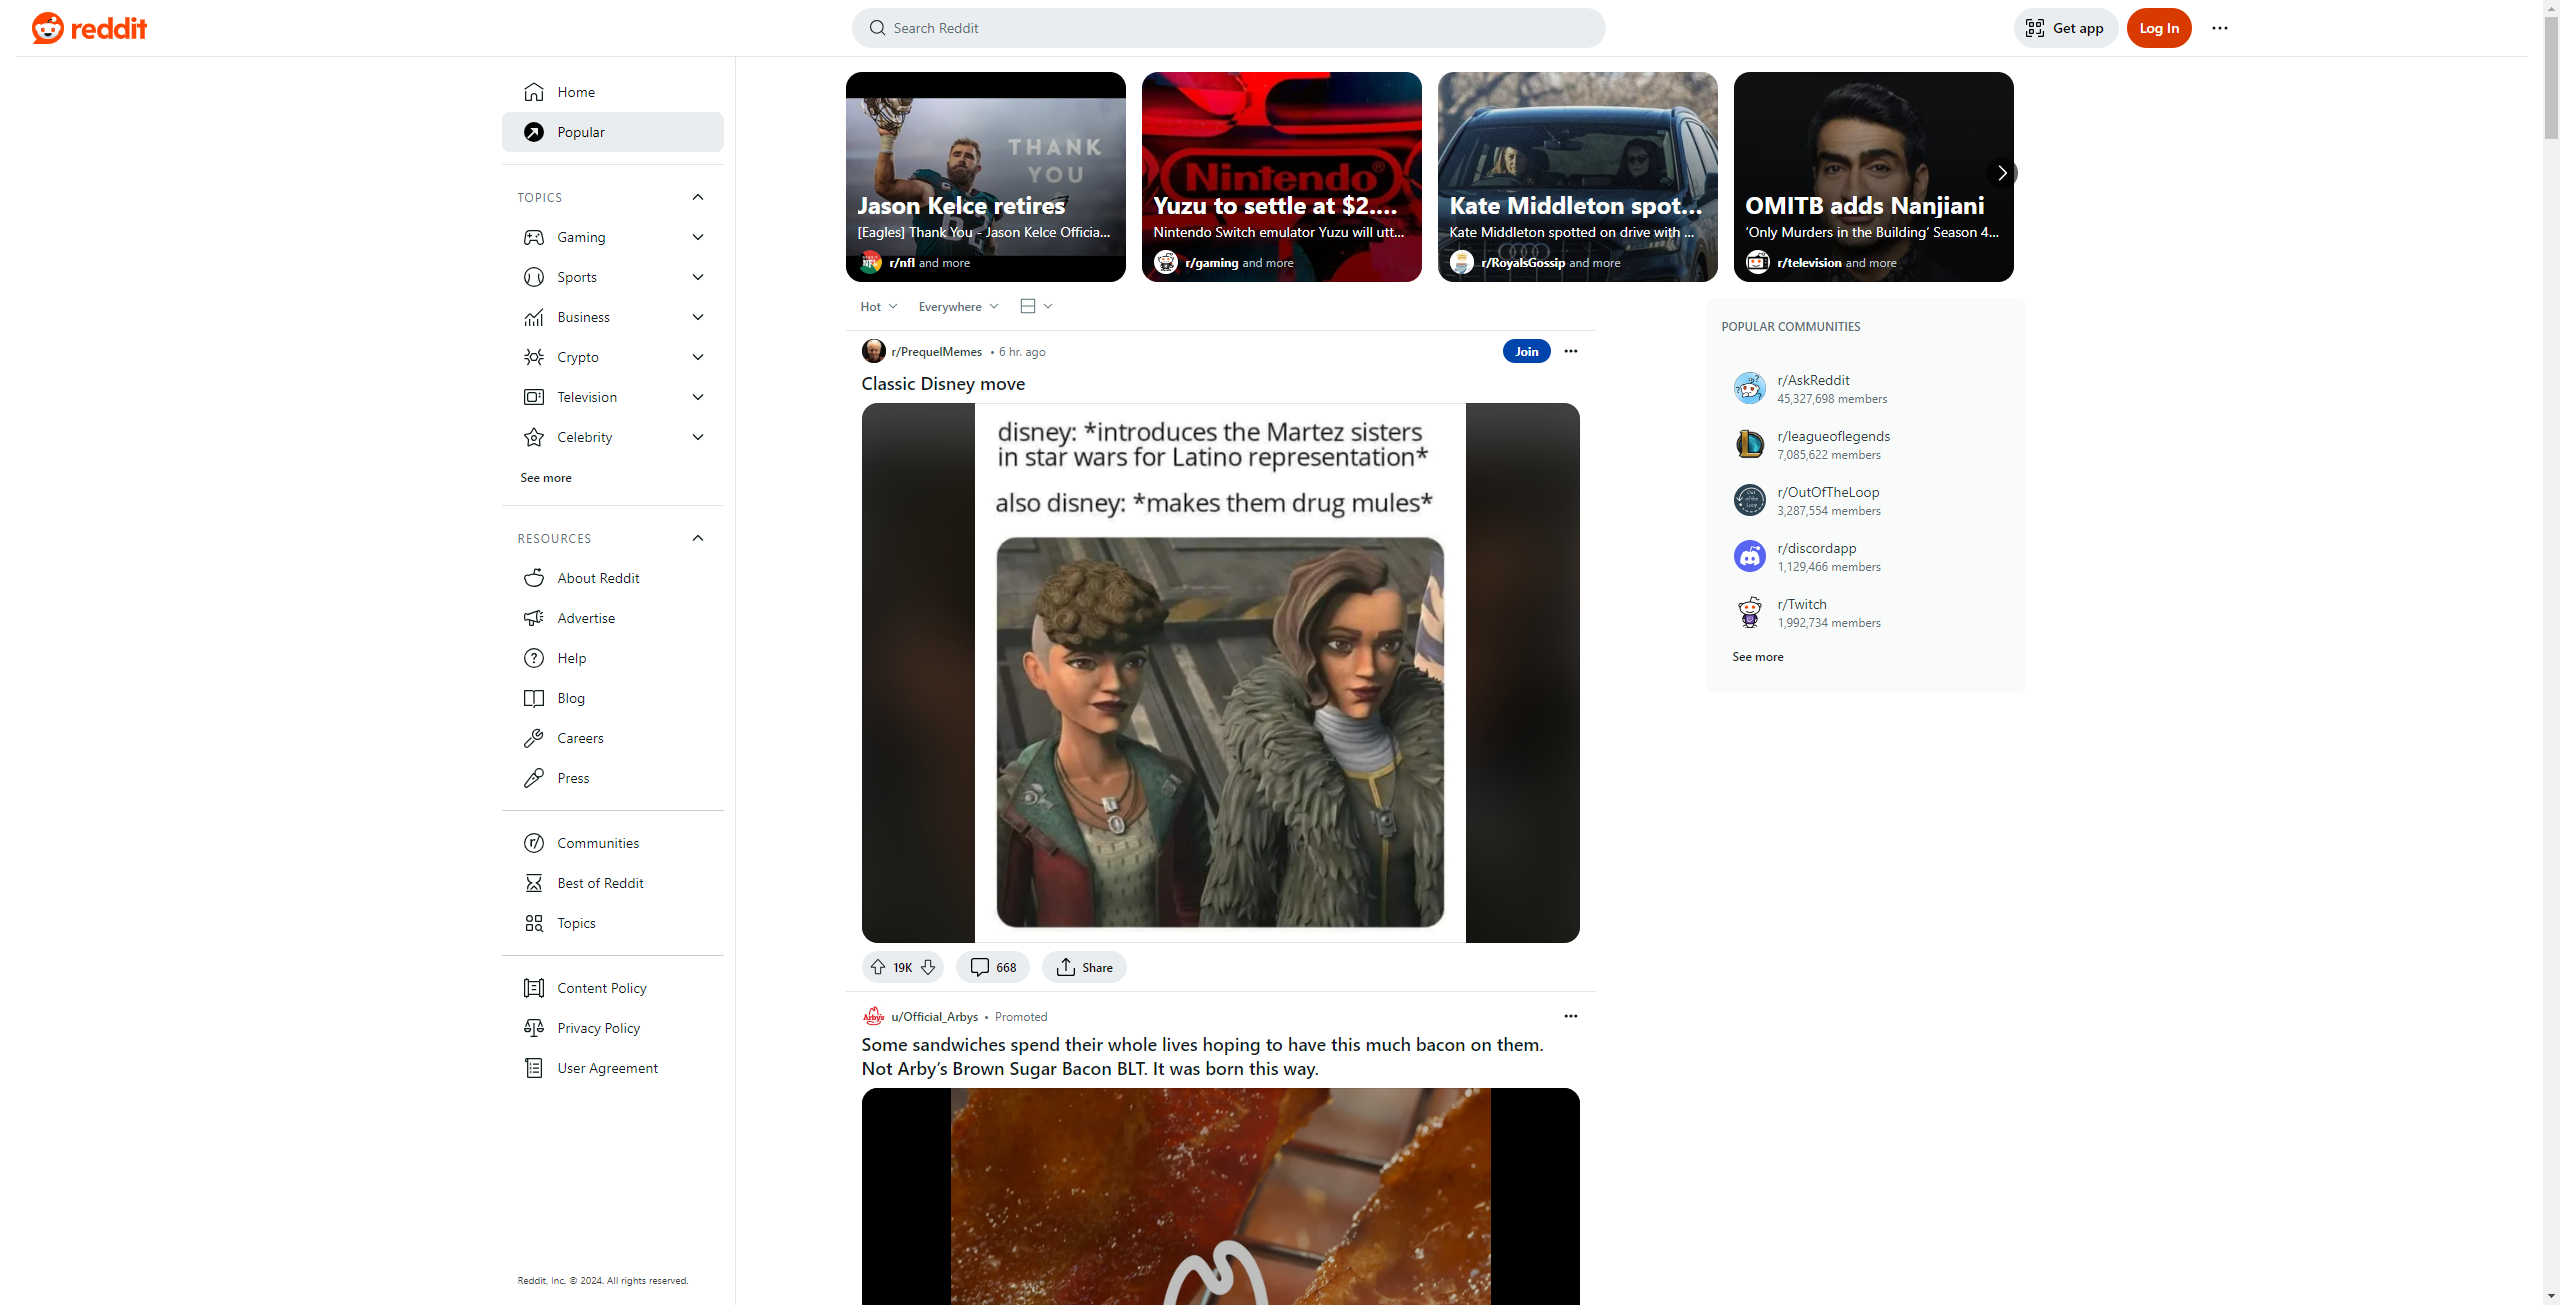 reddit
Search Reddit
Get app
Log In
Home
Popular
TOPICS
Gaming
Sports
Business
Crypto
Television
Celebrity
See more
RESOURCES
About Reddit
Advertise
Help
Blog
Careers
Press
Communities
Best of Reddit
Topics
Content Policy
Privacy Policy
User Agreement
Reddit, Inc. © 2024. All rights reserved.
THANK
YOU
Jason Kelce retires
[Eagles] Thank You - Jason Kelce Officia...
r/nfl and more
Nintendo®
Yuzu to settle at $2....
Nintendo Switch emulator Yuzu will utt...
r/gaming and more
Kate Middleton spot...
Kate Middleton spotted on drive with ...
r/RoyalsGossip and more
OMITB adds Nanjiani
‘Only Murders in the Building’ Season 4...
r/television and more
Hot
Everywhere
r/PrequelMemes • 6 hr. ago
Join
Classic Disney move
disney: *introduces the Martez sisters
in star wars for Latino representation*
also disney: *makes them drug mules*
19K
668
Share
Arbys
u/Official_Arbys • Promoted
Some sandwiches spend their whole lives hoping to have this much bacon on them.
Not Arby’s Brown Sugar Bacon BLT. It was born this way.
POPULAR COMMUNITIES
r/AskReddit
45,327,698 members
r/leagueoflegends
7,085,622 members
Out
of the
Loop
r/OutOfTheLoop
3,287,554 members
r/discordapp
1,129,466 members
r/Twitch
1,992,734 members
See more